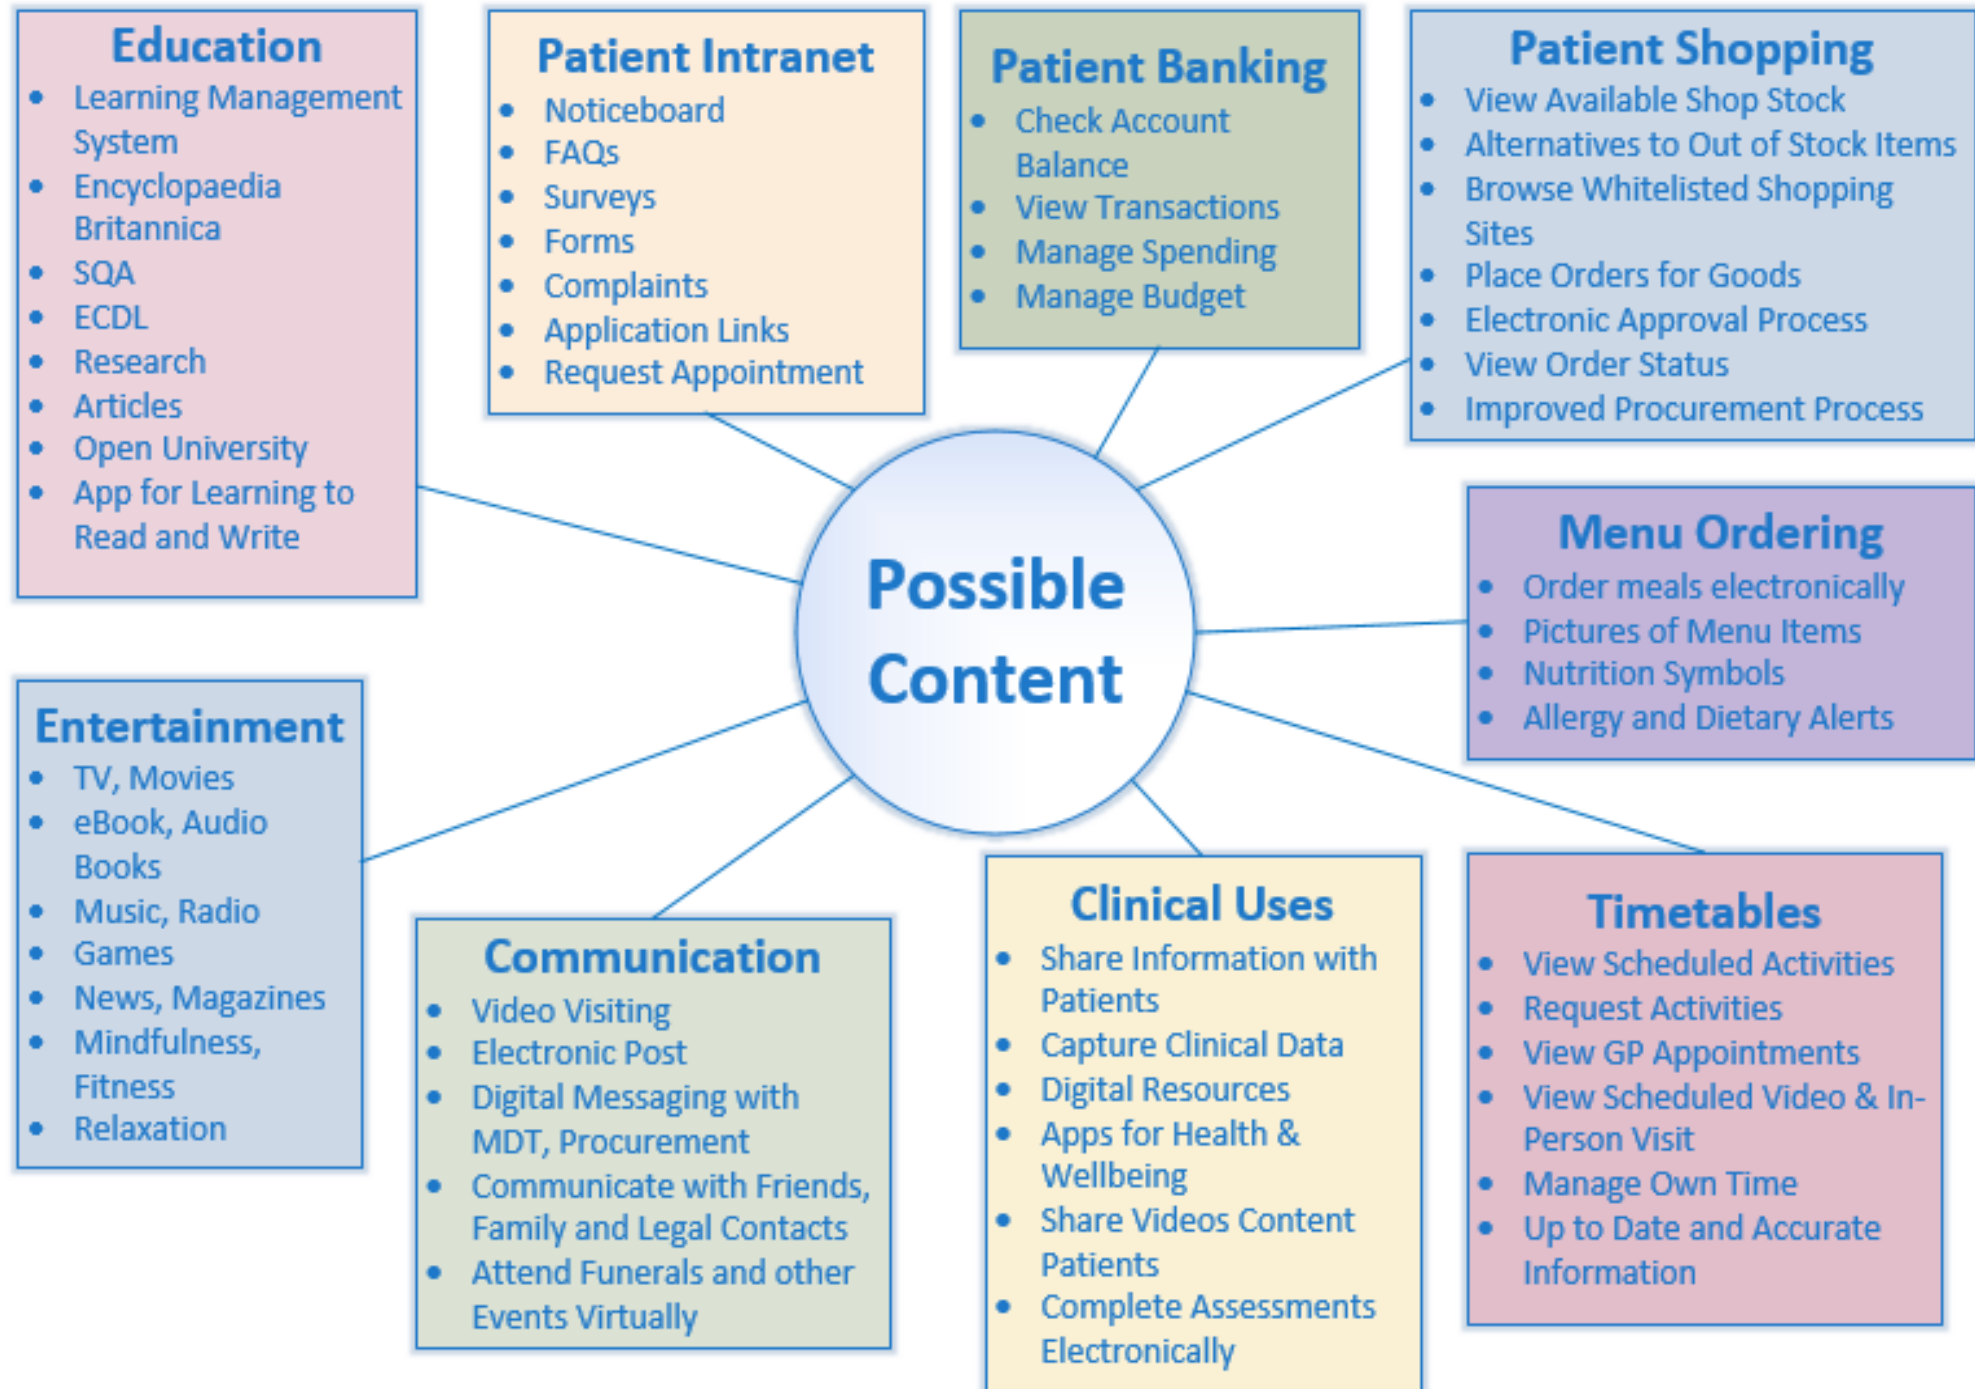 Education
• Learning Management
System
• Encyclopaedia
Britannica
• SQA
• ECDL
• Research
• Articles
• Open University
• App for Learning to
Read and Write
Patient Intranet
• Noticeboard
• FAQs
• Surveys
• Forms
• Complaints
• Application Links
• Request Appointment
Patient Banking
• Check Account
Balance
• View Transactions
• Manage Spending
• Manage Budget
Patient Shopping
• View Available Shop Stock
• Alternatives to Out of Stock Items
• Browse Whitelisted Shopping
Sites
• Place Orders for Goods
• Electronic Approval Process
• View Order Status
• Improved Procurement Process
Possible
Content
Menu Ordering
• Order meals electronically
• Pictures of Menu Items
• Nutrition Symbols
• Allergy and Dietary Alerts
Entertainment
• TV, Movies
• eBook, Audio
Books
• Music, Radio
• Games
• News, Magazines
• Mindfulness,
Fitness
• Relaxation
Communication
• Video Visiting
• Electronic Post
• Digital Messaging with
MDT, Procurement
• Communicate with Friends,
Family and Legal Contacts
• Attend Funerals and other
Events Virtually
Clinical Uses
• Share Information with
Patients
• Capture Clinical Data
• Digital Resources
• Apps for Health &
Wellbeing
• Share Videos Content
Patients
• Complete Assessments
Electronically
Timetables
• View Scheduled Activities
• Request Activities
• View GP Appointments
• View Scheduled Video & In-
Person Visit
• Manage Own Time
• Up to Date and Accurate
Information